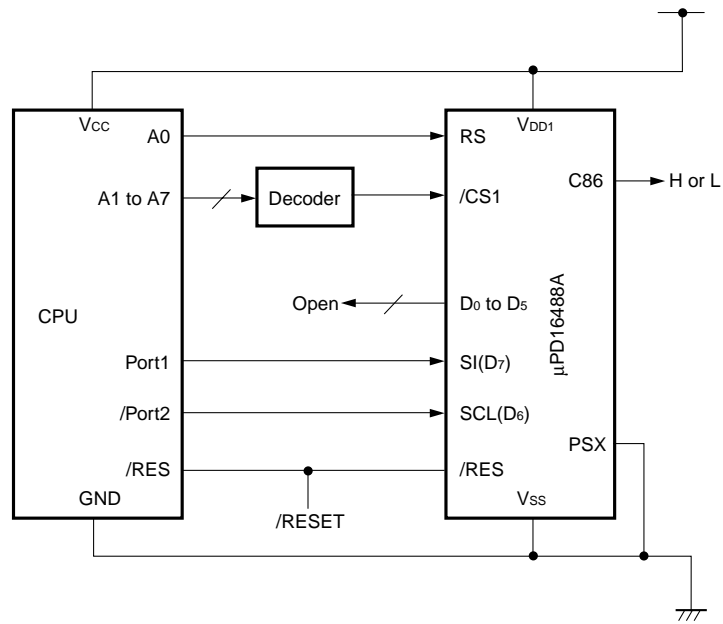 VCC
VDD1
A0
RS
C86
H or L
A1 to A7
Decoder
/CS1
CPU
Open
D0 to D5
μPD16488A
Port1
SI(D7)
/Port2
SCL(D6)
PSX
/RES
/RES
GND
/RESET
VSS